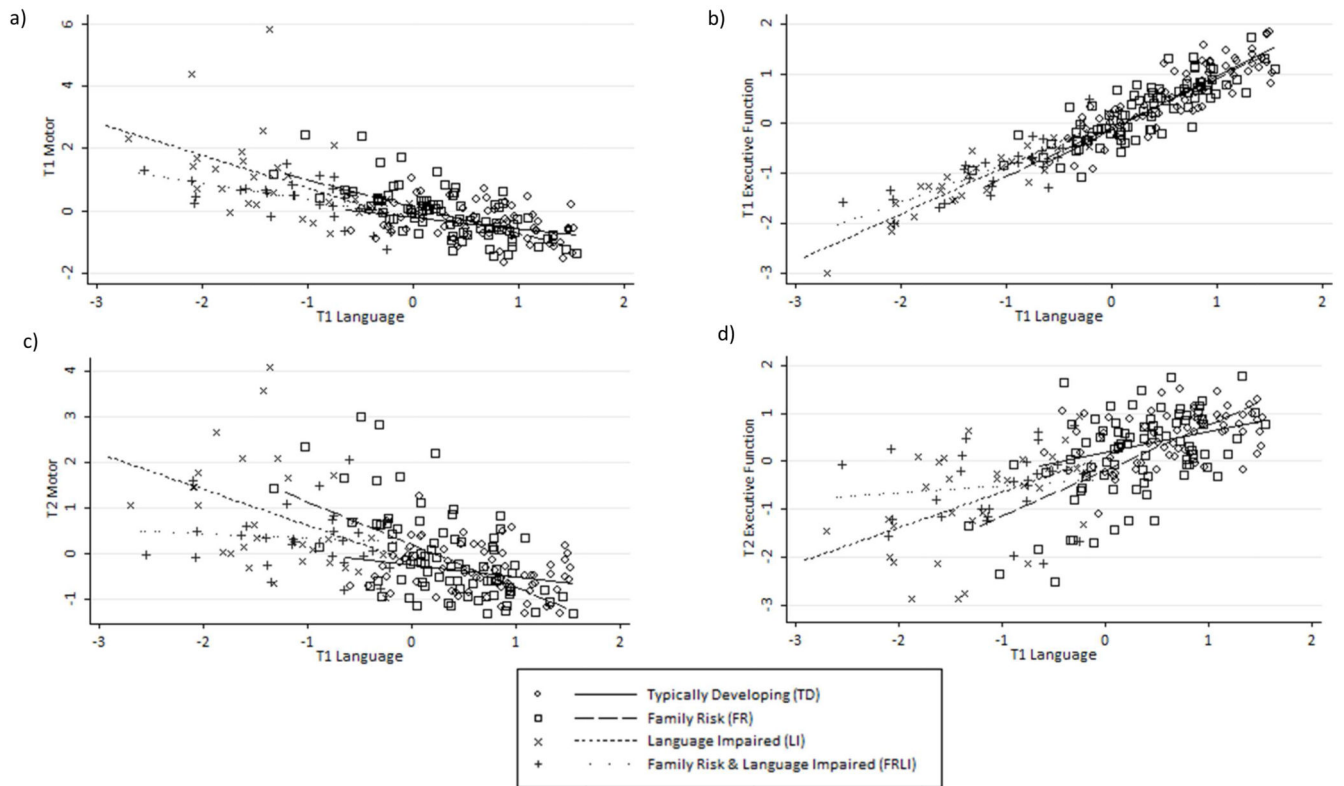 a)
6
4
2
0
-2
T1 Motor
-3 -2 -1 0 1 2
T1 Language
b)
2
1
0
-1
-2
-3
T1 Executive Function
-3 -2 -1 0 1 2
T1 Language
c)
4
3
2
1
0
-1
T2 Motor
-3 -2 -1 0 1 2
T1 Language
d)
2
1
0
-1
-2
-3
T2 Executive Function
-3 -2 -1 0 1 2
T1 Language
Typically Developing (TD)
Family Risk (FR)
Language Impaired (LI)
Family Risk & Language Impaired (FRLI)